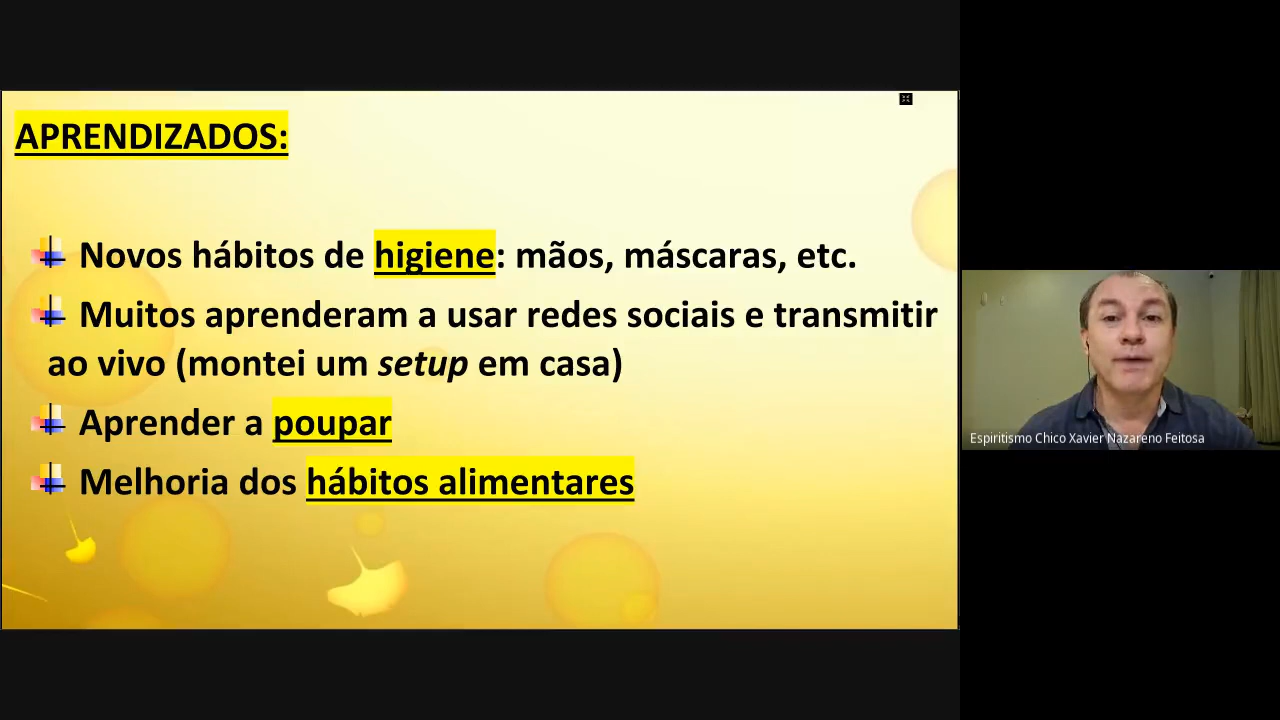 APRENDIZADOS:
Novos hábitos de higiene: mãos, máscaras, etc.
Muitos aprenderam a usar redes sociais e transmitir
ao vivo (montei um setup em casa)
Aprender a poupar
Melhoria dos hábitos alimentares
Espiritismo Chico Xavier Nazareno Feitosa